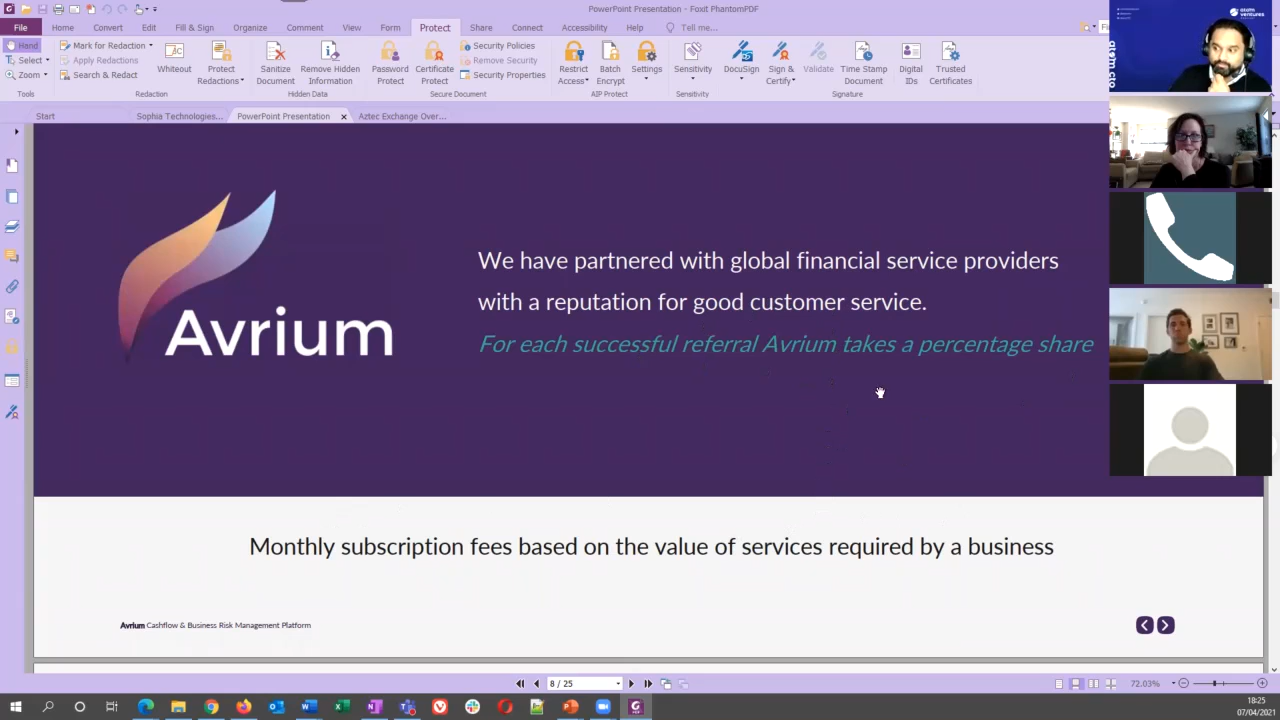 PowerPoint Presentation - Foxit PhantomPDF
File Home Convert Edit Fill & Sign Organize Comment View Form Protect Share Connect Accessibility Help Tell me...
Hand
Select
Zoom
Tools
Mark for Redaction
Apply Redactions
Search & Redact
Whiteout
Protect Redactions
Redaction
Sanitize Document
Remove Hidden Information
Hidden Data
Password Protect
Certificate Protect
Security Policies
Remove Security
Security Properties
Secure Document
Restrict Access
Batch Encrypt
Settings
AIP Protect
Sensitivity
Sensitivity
DocuSign
Sign & Certify
Validate
Time Stamp Document
Digital IDs
Trusted Certificates
Signature
Start Sophia Technologies... PowerPoint Presentation Aztec Exchange Over...
Avrium
We have partnered with global financial service providers
with a reputation for good customer service.
For each successful referral Avrium takes a percentage share
Monthly subscription fees based on the value of services required by a business
Avrium Cashflow & Business Risk Management Platform
8 / 25
72.03%
18:25
07/04/2021